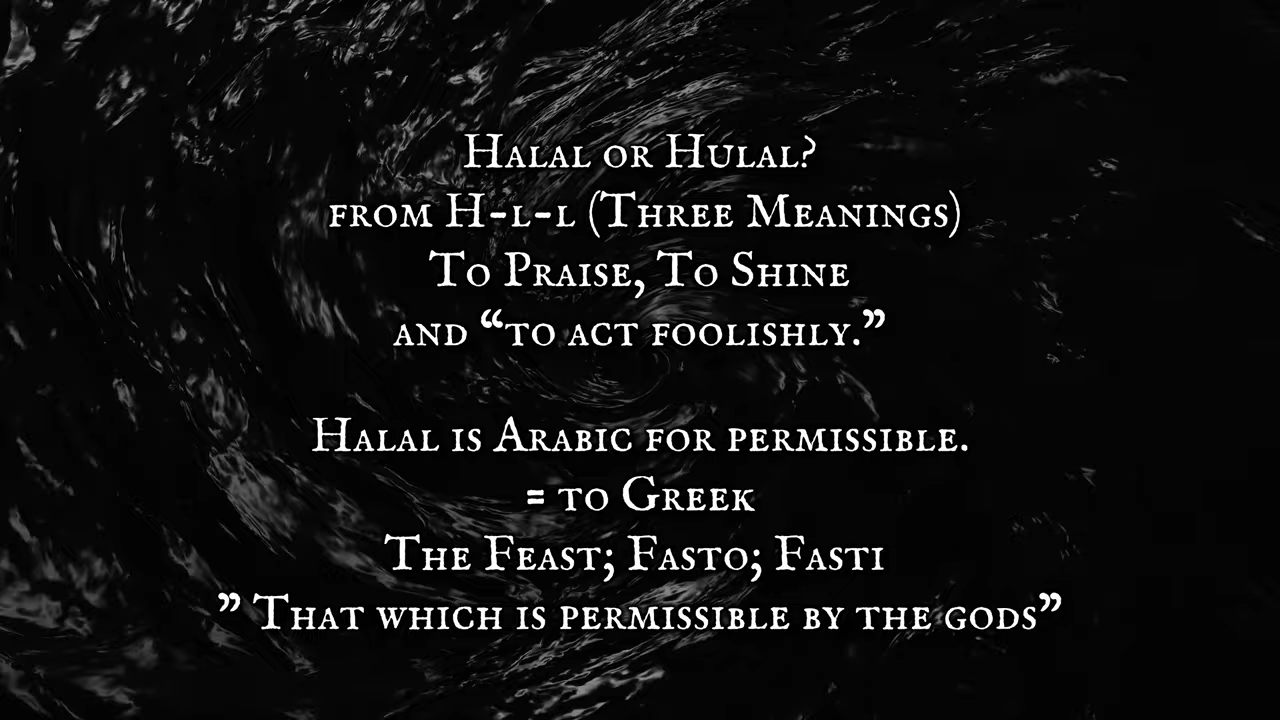 Halal or Hulal?
from H-l-l (Three Meanings)
To Praise, To Shine
and “to act foolishly.”
Halal is Arabic for permissible.
= to Greek
The Feast; Fasto; Fasti
” That which is permissible by the gods”